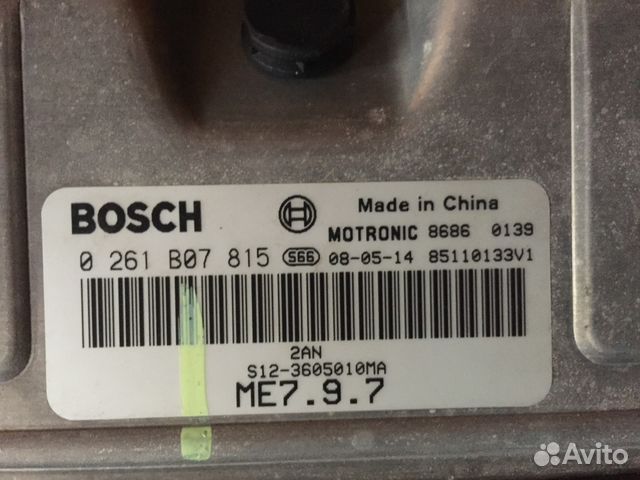 BOSCH
Made in China
MOTRONIC 8686 0139
0 261 B07 815 S66 08-05-14 85110133V1
2AN
S12-3605010MA
ME7.9.7
Avito